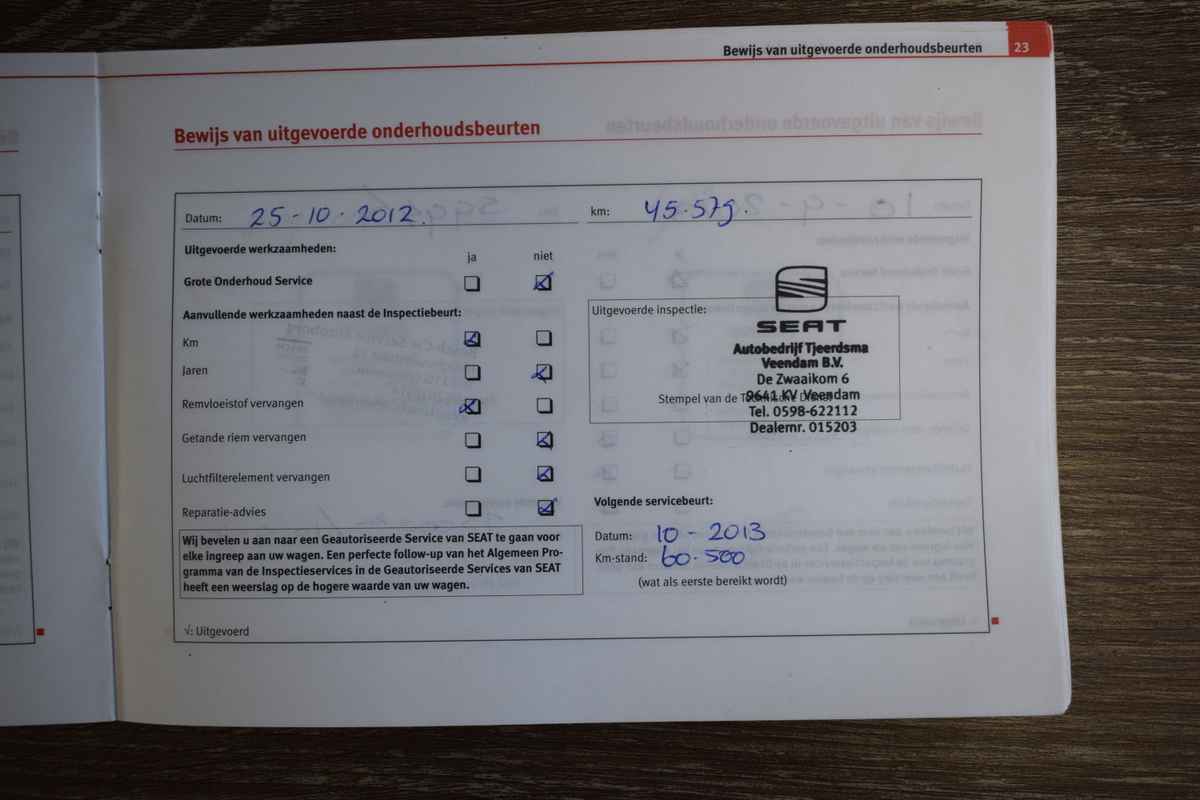 Bewijs van uitgevoerde onderhoudsbeurten 23
Bewijs van uitgevoerde onderhoudsbeurten
Datum: 25-10-2012. km: 45.579.
Uitgevoerde werkzaamheden:
ja niet
Grote Onderhoud Service
Aanvullende werkzaamheden naast de Inspectiebeurt:
Km
Jaren
Remvloeistof vervangen
Getande riem vervangen
Luchtfilterelement vervangen
Reparatie-advies
Wij bevelen u aan naar een Geautoriseerde Service van SEAT te gaan voor
elke ingreep aan uw wagen. Een perfecte follow-up van het Algemeen Pro-
gramma van de Inspectieservices in de Geautoriseerde Services van SEAT
heeft een weerslag op de hogere waarde van uw wagen.
√: Uitgevoerd
Uitgevoerde inspectie:
SEAT
Autobedrijf Tjeerdsma
Veendam B.V.
De Zwaaikom 6
9641 KV Veendam
Stempel van de
Tel. 0598-622112
Dealernr. 015203
Volgende servicebeurt:
Datum: 10 - 2013
Km-stand: 60.500
(wat als eerste bereikt wordt)